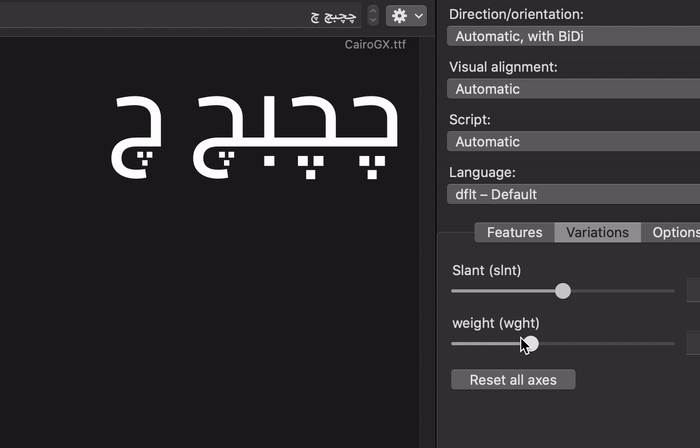 چچبچ چ
CairoGX.ttf
چچبچ چ
Direction/orientation:
Automatic, with BiDi
Visual alignment:
Automatic
Script:
Automatic
Language:
dflt – Default
Features Variations Options
Slant (slnt)
weight (wght)
Reset all axes